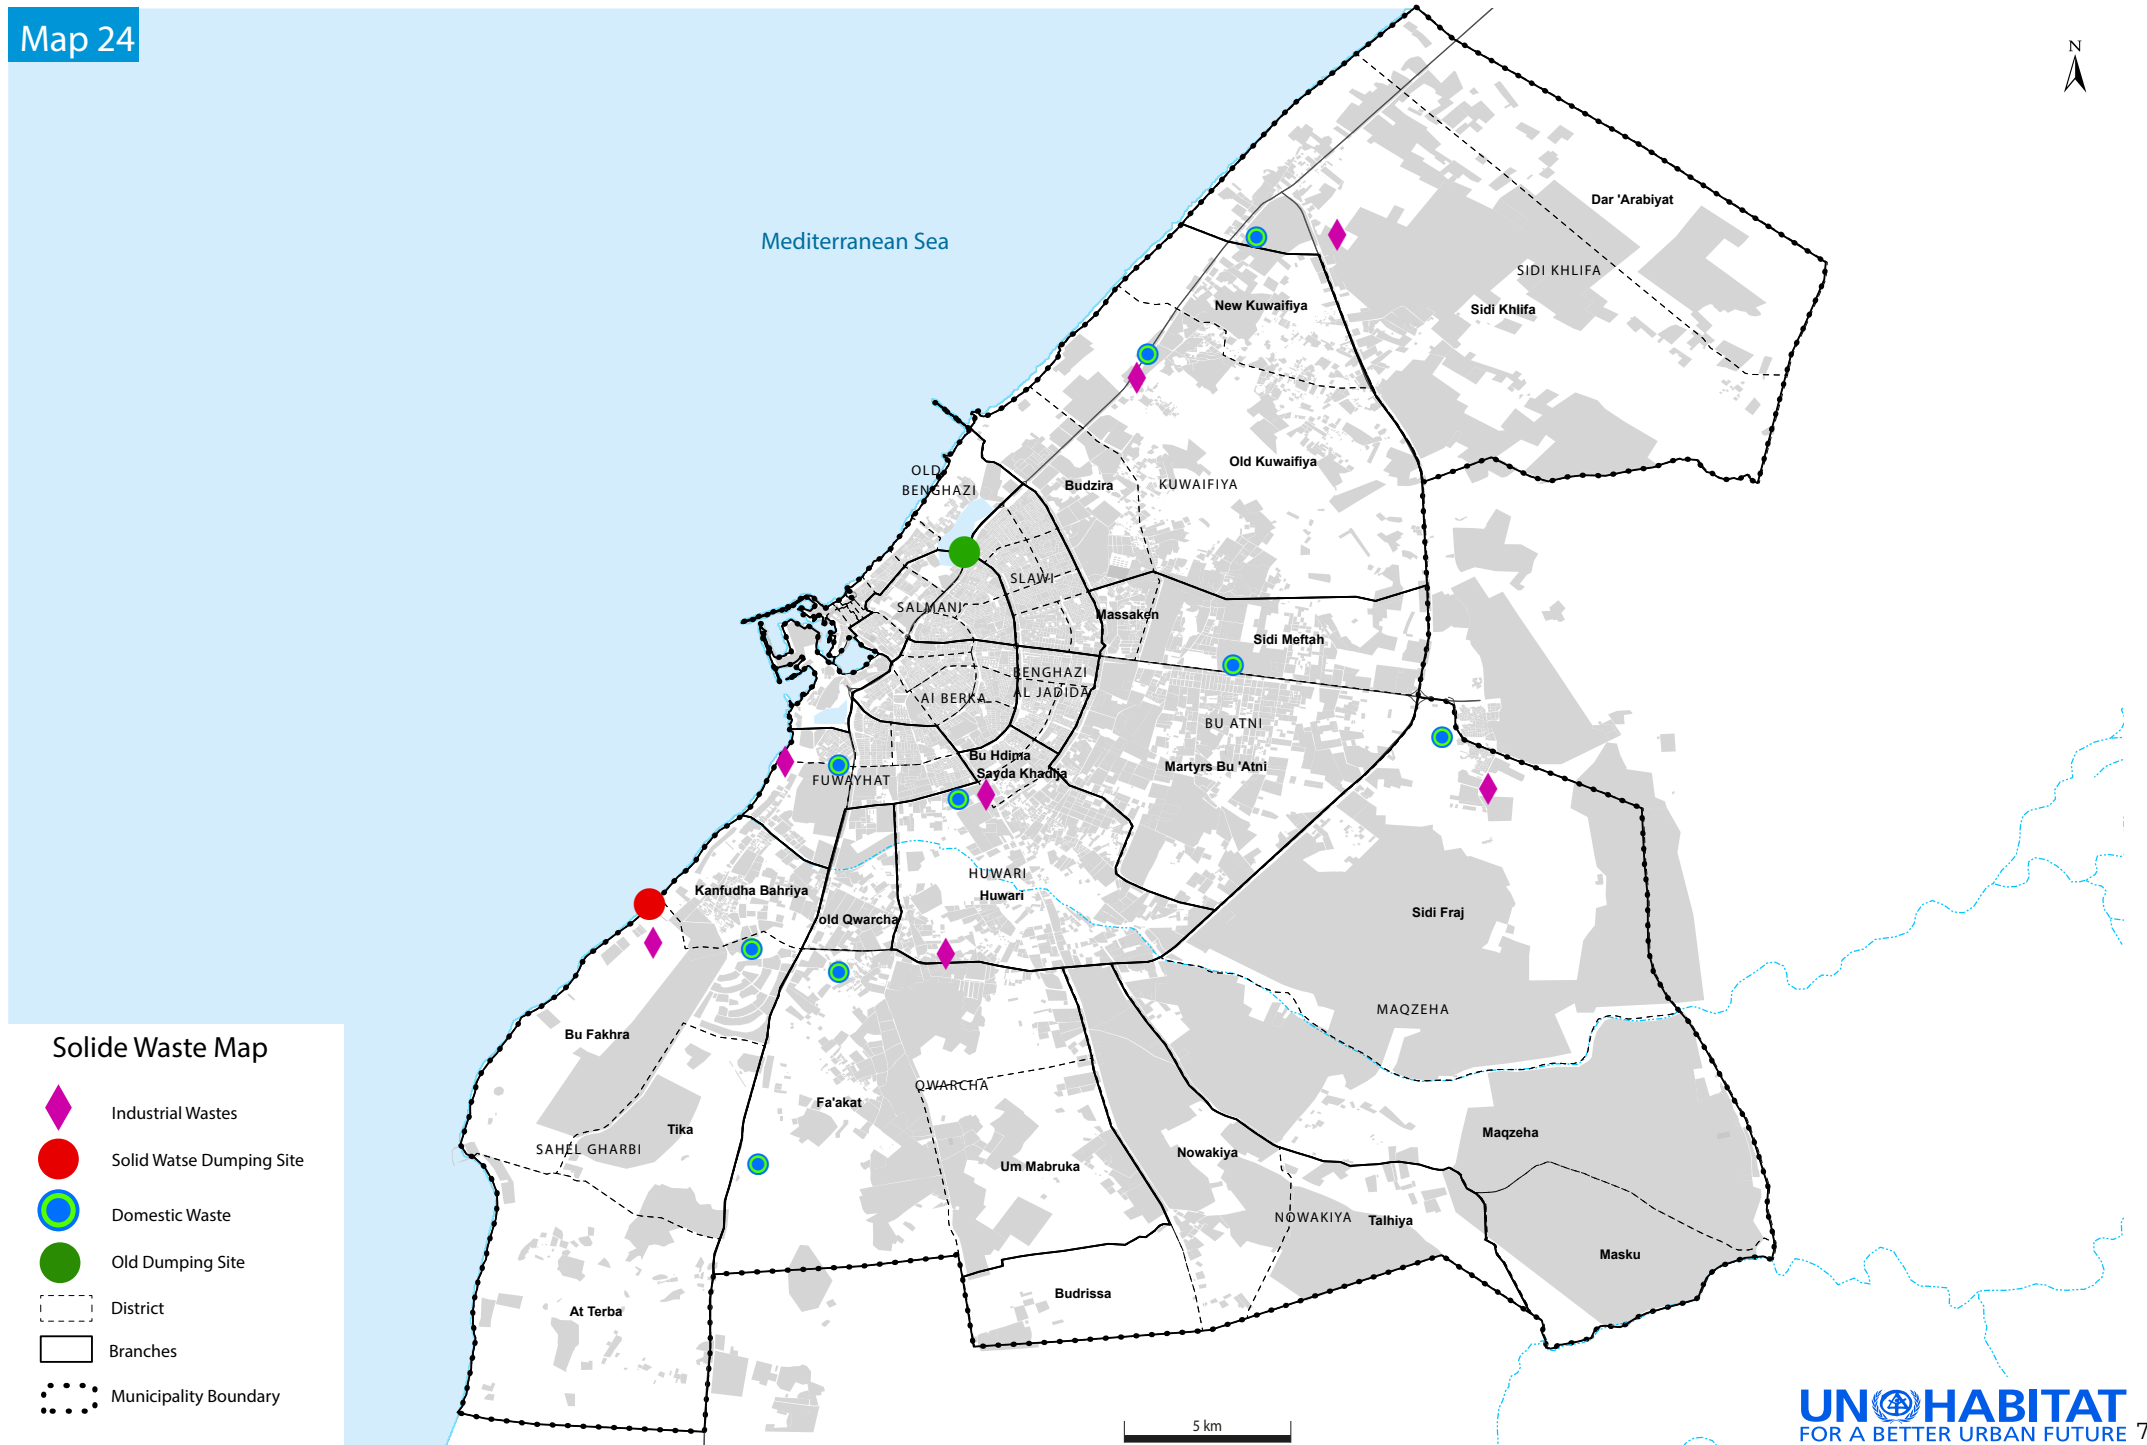 Map 24
N
Mediterranean Sea
Dar 'Arabiyat
SIDI KHLIFA
Sidi Khlifa
New Kuwaifiya
Old Kuwaifiya
KUWAIFIYA
Budzira
OLD
BENGHAZI
SLAWI
SALMANI
Massaken
Sidi Meftah
BENGHAZI
AL JADIDA
AI BERKA
BU ATNI
Bu Hdima
Sayda Khadija
Martyrs Bu 'Atni
FUWAYHAT
HUWARI
Huwari
Kanfudha Bahriya
old Qwarcha
Sidi Fraj
MAQZEHA
Bu Fakhra
QWARCHA
Fa'akat
Tika
SAHEL GHARBI
Um Mabruka
Nowakiya
Maqzeha
NOWAKIYA
Talhiya
Masku
Budrissa
At Terba
Solide Waste Map
Industrial Wastes
Solid Watse Dumping Site
Domestic Waste
Old Dumping Site
District
Branches
Municipality Boundary
5 km
UN HABITAT
FOR A BETTER URBAN FUTURE
7